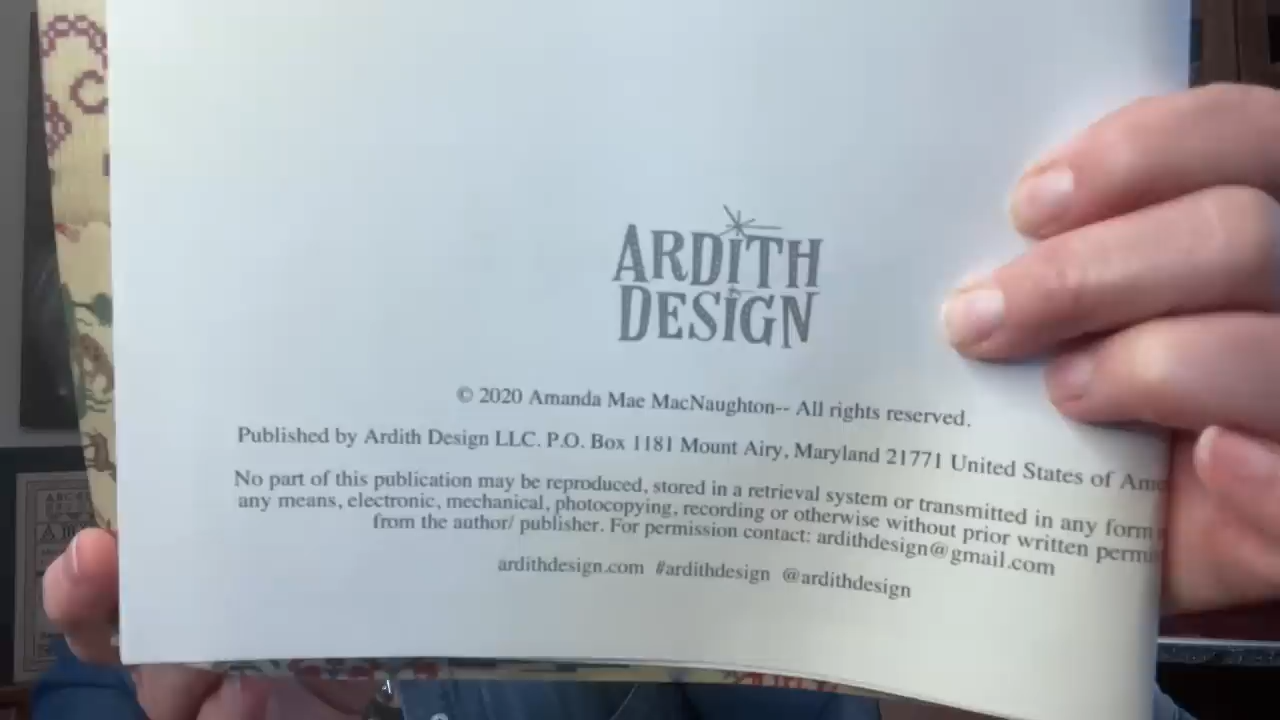 ARDITH
DESIGN
© 2020 Amanda Mae MacNaughton-- All rights reserved.
Published by Ardith Design LLC. P.O. Box 1181 Mount Airy, Maryland 21771 United States of Ame
No part of this publication may be reproduced, stored in a retrieval system or transmitted in any form
any means, electronic, mechanical, photocopying, recording or otherwise without prior written permi
from the author/ publisher. For permission contact: ardithdesign@gmail.com
ardithdesign.com #ardithdesign @ardithdesign